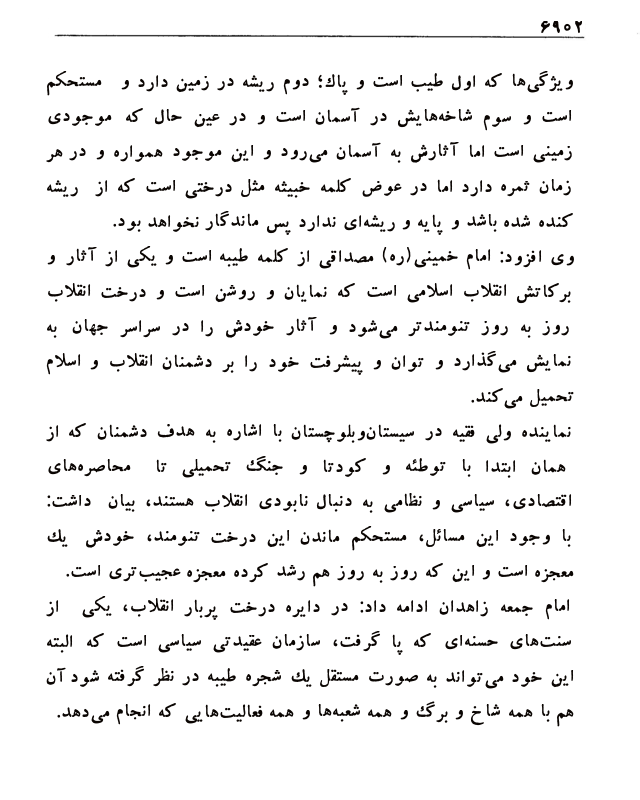 ۶۹۰۲
ویژگی‌ها که اول طیب است و پاك؛ دوم ریشه در زمین دارد و مستحکم
است و سوم شاخه‌هایش در آسمان است و در عین حال که موجودی
زمینی است اما آثارش به آسمان می‌رود و این موجود همواره و در هر
زمان ثمره دارد اما در عوض کلمه خبیثه مثل درختی است که از ریشه
کنده شده باشد و پایه و ریشه‌ای ندارد پس ماندگار نخواهد بود.
وی افزود: امام خمینی(ره) مصداقی از کلمه طیبه است و یکی از آثار و
برکاتش انقلاب اسلامی است که نمایان و روشن است و درخت انقلاب
روز به روز تنومندتر می‌شود و آثار خودش را در سراسر جهان به
نمایش می‌گذارد و توان و پیشرفت خود را بر دشمنان انقلاب و اسلام
تحمیل می‌کند.
نماینده ولی فقیه در سیستان‌وبلوچستان با اشاره به هدف دشمنان که از
همان ابتدا با توطئه و کودتا و جنگ تحمیلی تا محاصره‌های
اقتصادی، سیاسی و نظامی به دنبال نابودی انقلاب هستند، بیان داشت:
با وجود این مسائل، مستحکم ماندن این درخت تنومند، خودش یك
معجزه است و این که روز به روز هم رشد کرده معجزه عجیب‌تری است.
امام جمعه زاهدان ادامه داد: در دایره درخت پربار انقلاب، یکی از
سنت‌های حسنه‌ای که پا گرفت، سازمان عقیدتی سیاسی است که البته
این خود می‌تواند به صورت مستقل یك شجره طیبه در نظر گرفته شود آن
هم با همه شاخ و برگ و همه شعبه‌ها و همه فعالیت‌هایی که انجام می‌دهد.